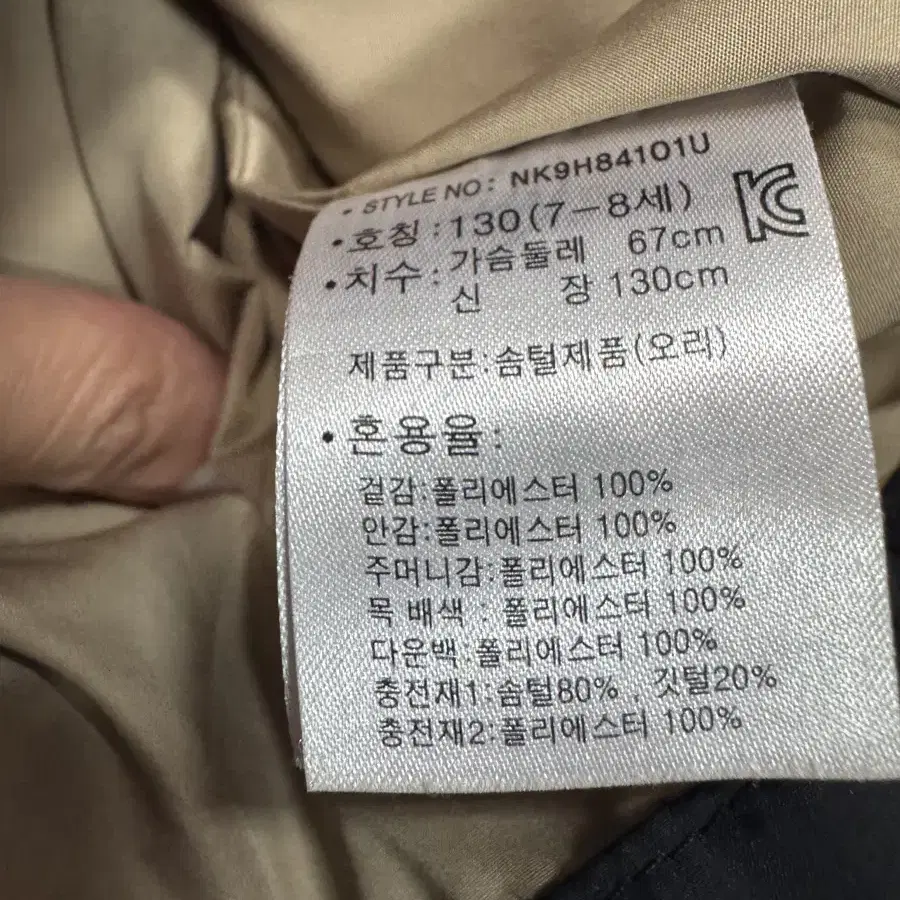 • STYLE NO: NK9H84101U
• 호칭 : 130(7-8세)
• 치수 : 가슴둘레 67cm
신 장 130cm
제품구분:솜털제품(오리)
• 혼용율:
겉감:폴리에스터 100%
안감:폴리에스터 100%
주머니감:폴리에스터 100%
목 배색 : 폴리에스터 100%
다운백:폴리에스터 100%
충전재1:솜털80% , 깃털20%
충전재2:폴리에스터 100%